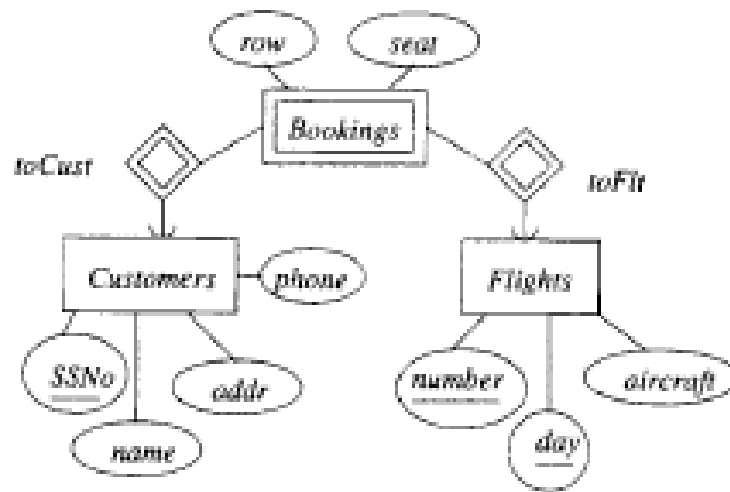 row
seat
Bookings
toCust
toFlt
Customers
phone
Flights
SSNo
addr
number
aircraft
name
day